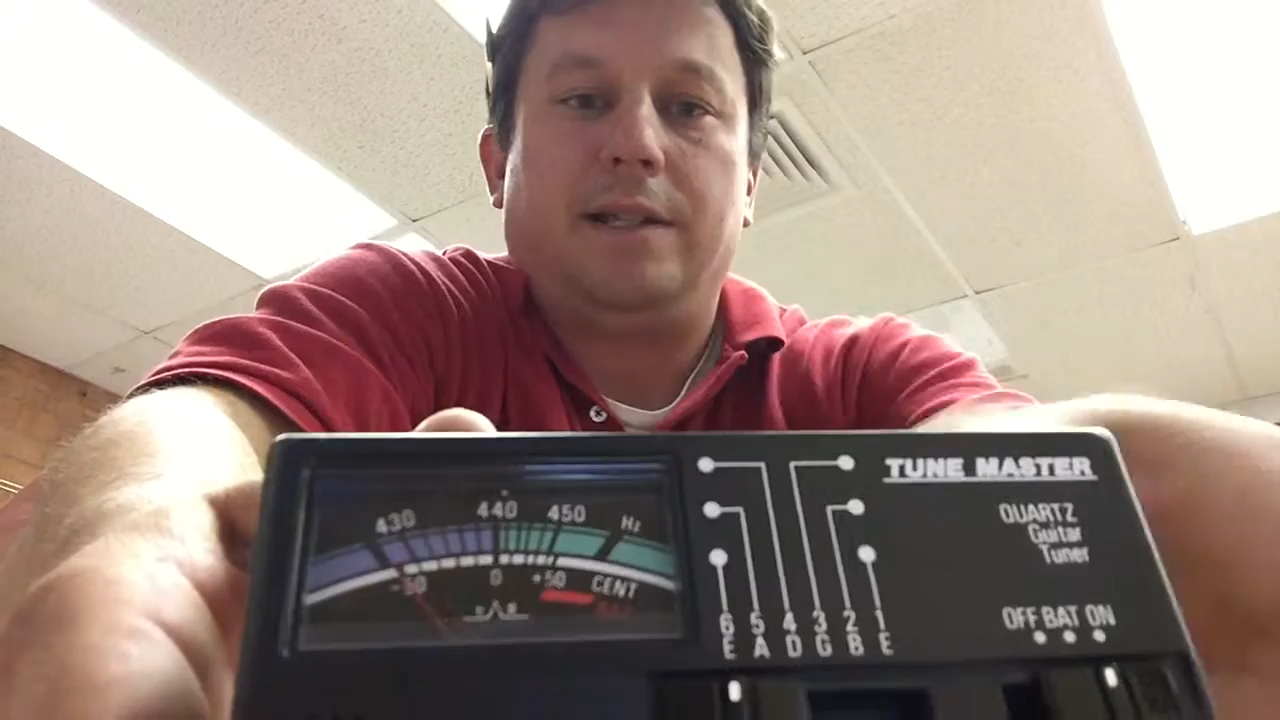 430 440 450 Hz
-50 0 +50 CENT
TUNE MASTER
QUARTZ
Guitar
Tuner
OFF BAT ON
6 5 4 3 2 1
E A D G B E